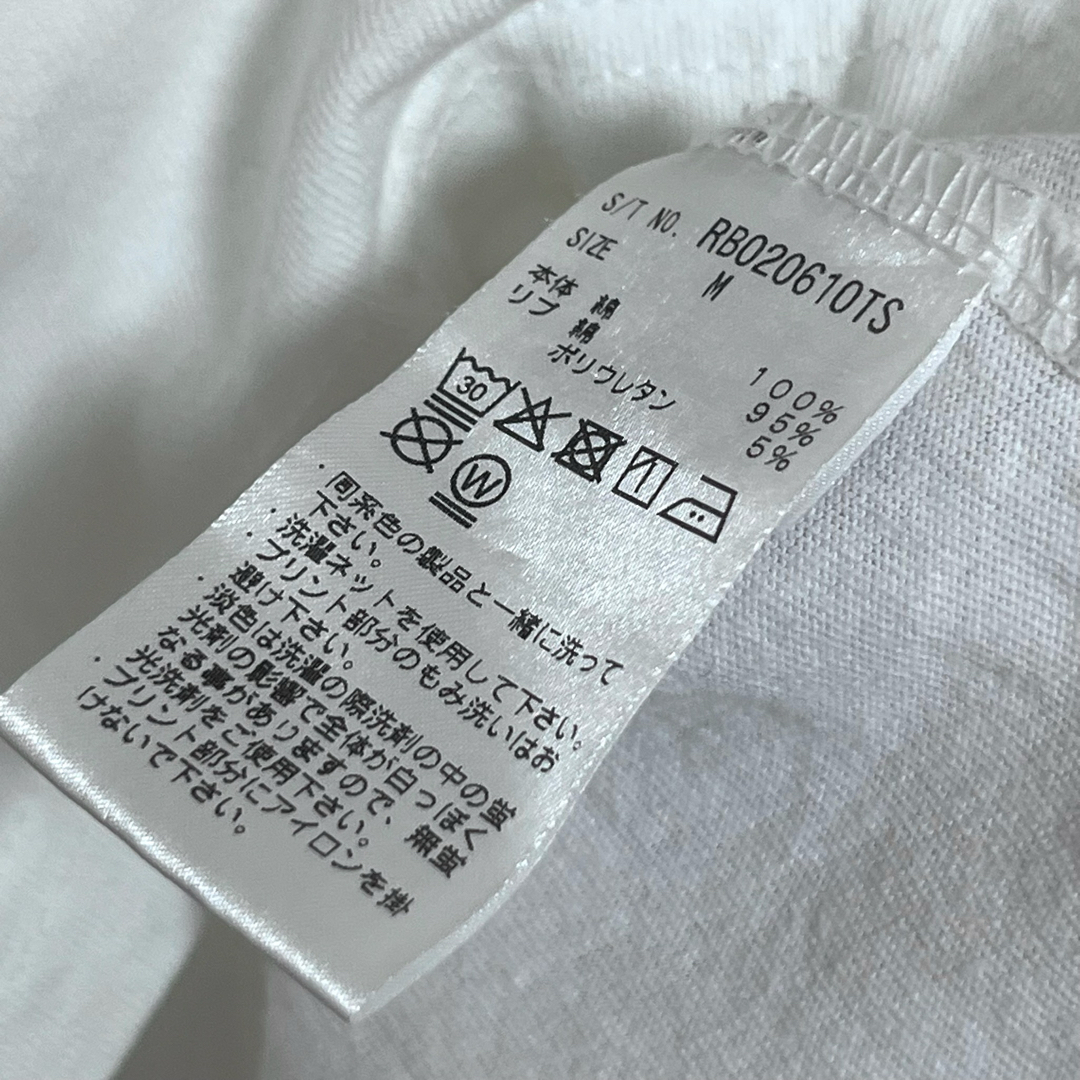 S/T NO. RB020610TS
SIZE M
本体 綿 100%
リブ 綿 95%
ポリウレタン 5%
30
W
・同系色の製品と一緒に洗って
下さい。
・洗濯ネットを使用して下さい。
・プリント部分のもみ洗いはお
避け下さい。
・淡色は洗濯の際洗剤の中の蛍
光剤の影響で全体が白っぽく
なる事がありますので、無蛍
光洗剤をご使用下さい。
・プリント部分にアイロンを掛
けないで下さい。